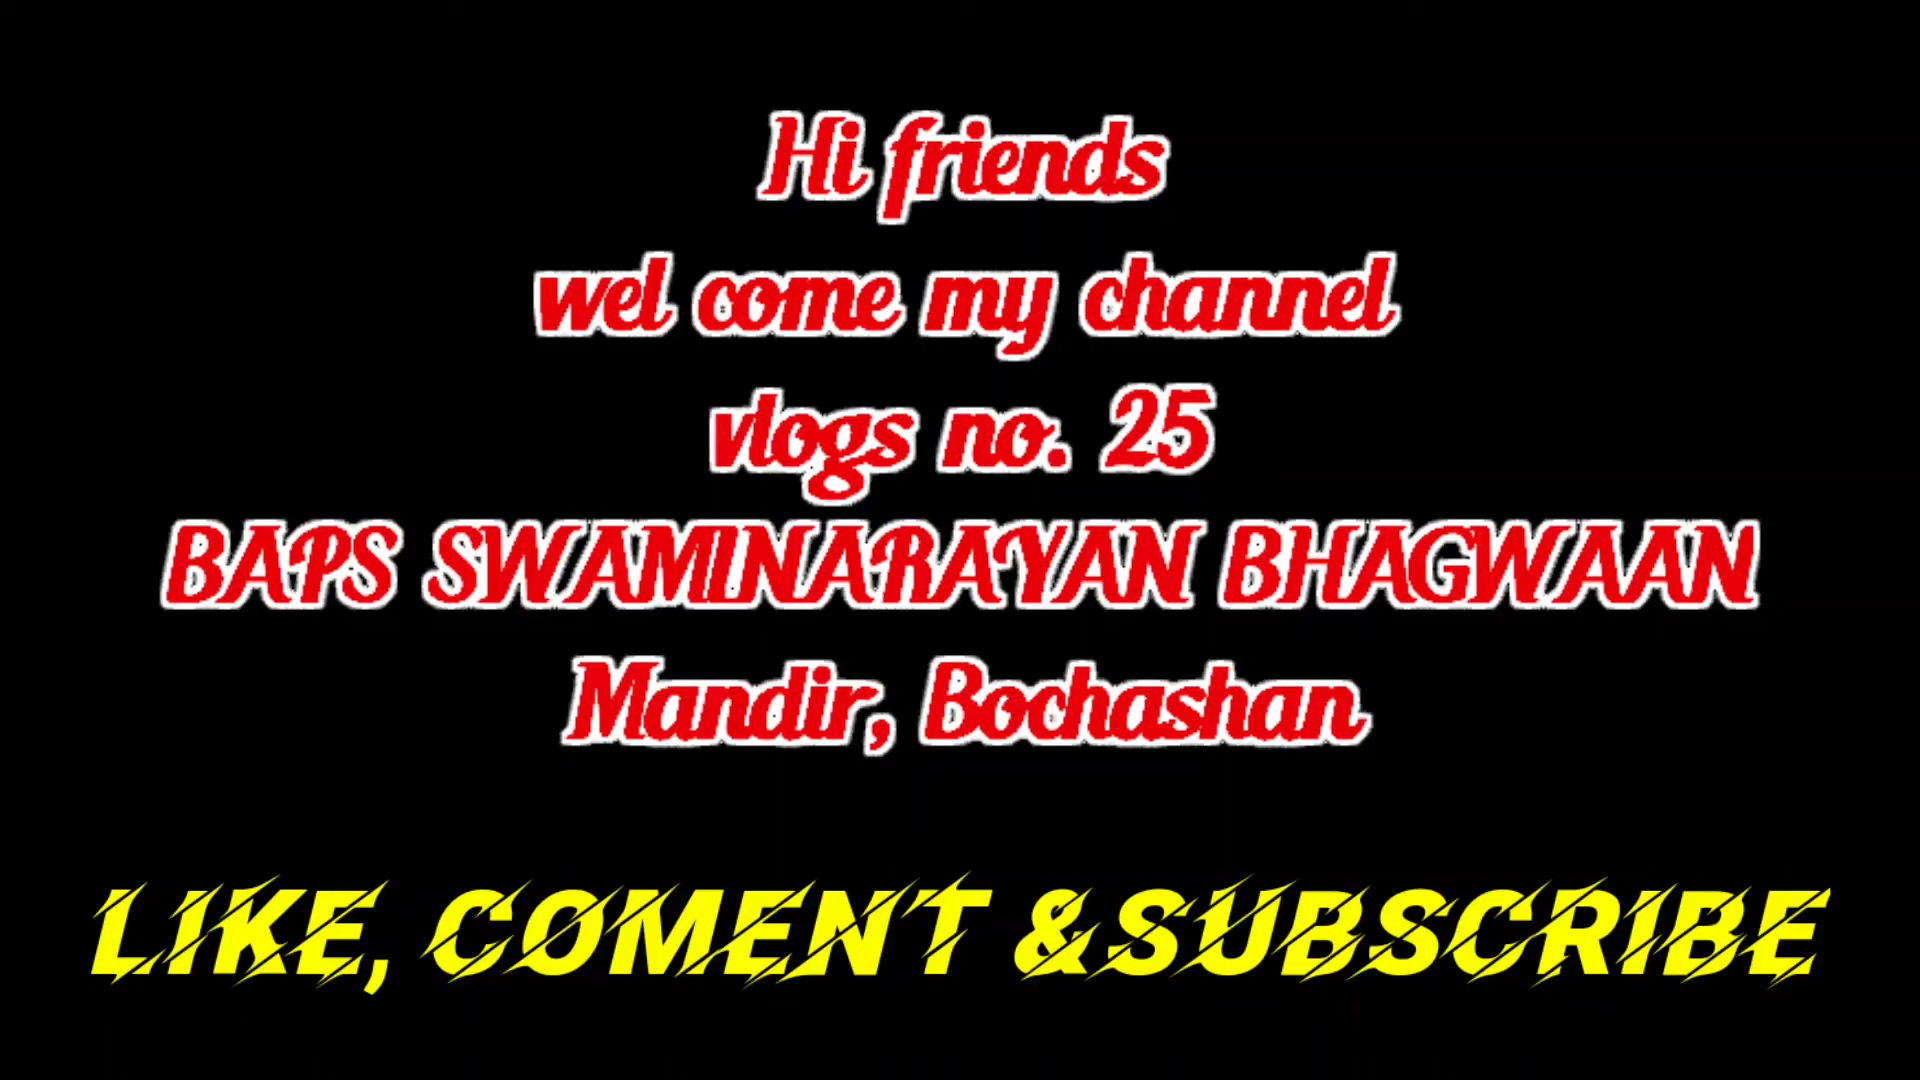 Hi friends
wel come my channel
vlogs no. 25
BAPS SWAMINARAYAN BHAGWAAN
Mandir, Bochashan
LIKE, COMENT &SUBSCRIBE